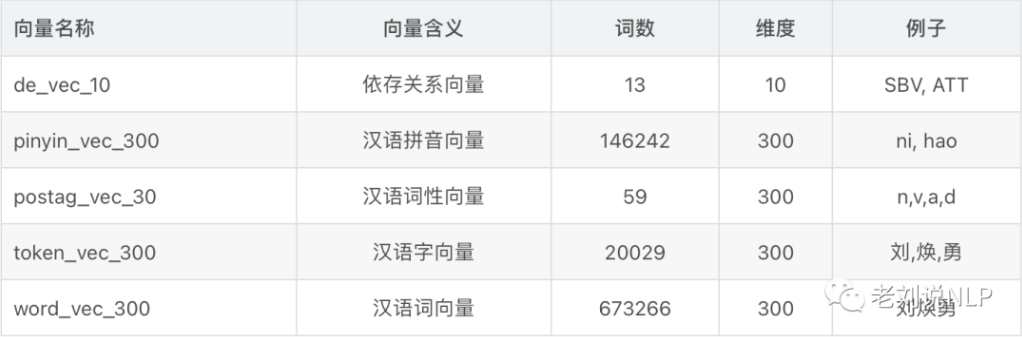 向量名称 向量含义 词数 维度 例子
de_vec_10 依存关系向量 13 10 SBV, ATT
pinyin_vec_300 汉语拼音向量 146242 300 ni, hao
postag_vec_30 汉语词性向量 59 300 n,v,a,d
token_vec_300 汉语字向量 20029 300 刘,焕,勇
word_vec_300 汉语词向量 673266 300 刘焕勇
老刘说NLP